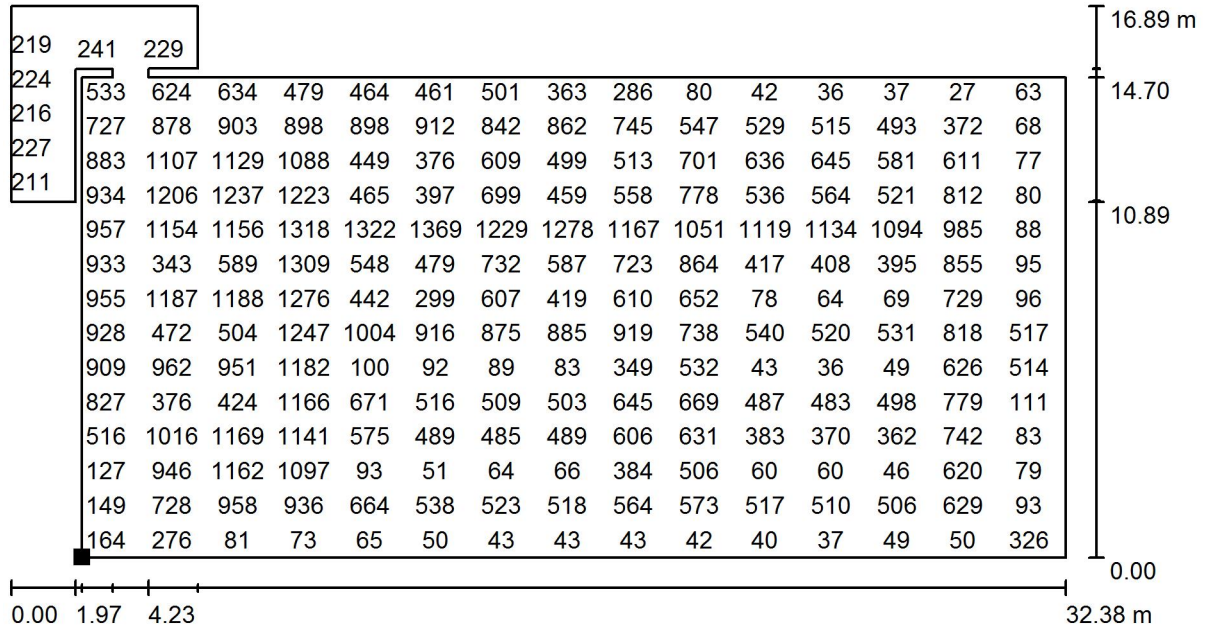 16.89 m
219 241 229
224
14.70
533 624 634 479 464 461 501 363 286 80 42 36 37 27 63
216
727 878 903 898 898 912 842 862 745 547 529 515 493 372 68
227
883 1107 1129 1088 449 376 609 499 513 701 636 645 581 611 77
211
934 1206 1237 1223 465 397 699 459 558 778 536 564 521 812 80
10.89
957 1154 1156 1318 1322 1369 1229 1278 1167 1051 1119 1134 1094 985 88
933 343 589 1309 548 479 732 587 723 864 417 408 395 855 95
955 1187 1188 1276 442 299 607 419 610 652 78 64 69 729 96
928 472 504 1247 1004 916 875 885 919 738 540 520 531 818 517
909 962 951 1182 100 92 89 83 349 532 43 36 49 626 514
827 376 424 1166 671 516 509 503 645 669 487 483 498 779 111
516 1016 1169 1141 575 489 485 489 606 631 383 370 362 742 83
127 946 1162 1097 93 51 64 66 384 506 60 60 46 620 79
149 728 958 936 664 538 523 518 564 573 517 510 506 629 93
164 276 81 73 65 50 43 43 43 42 40 37 49 50 326
0.00
0.00 1.97 4.23 32.38 m